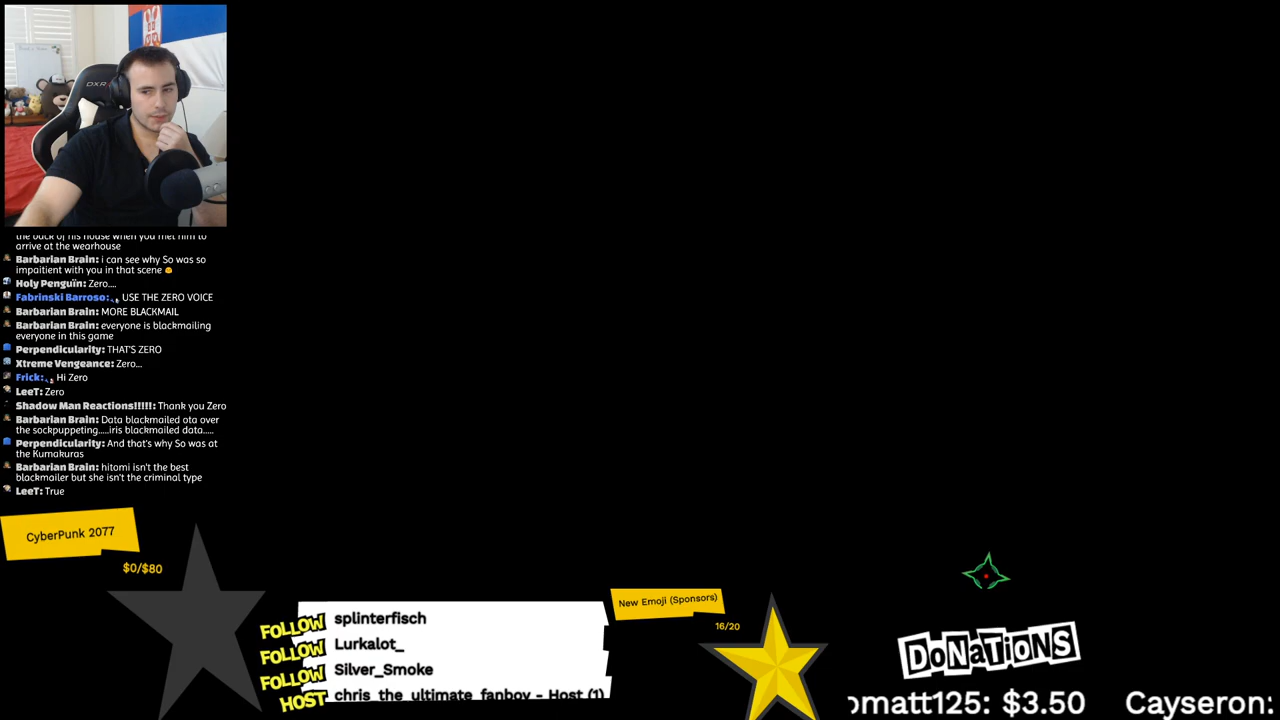 DXR
the back of his house when you met him to
arrive at the wearhouse
Barbarian Brain: i can see why So was so
impaitient with you in that scene
Holy Penguïn: Zero....
Fabrinski Barroso: USE THE ZERO VOICE
Barbarian Brain: MORE BLACKMAIL
Barbarian Brain: everyone is blackmailing
everyone in this game
Perpendicularity: THAT'S ZERO
Xtreme Vengeance: Zero...
Frick: Hi Zero
LeeT: Zero
Shadow Man Reactions!!!!!: Thank you Zero
Barbarian Brain: Data blackmailed ota over
the sockpuppeting.....iris blackmailed data.....
Perpendicularity: And that's why So was at
the Kumakuras
Barbarian Brain: hitomi isn't the best
blackmailer but she isn't the criminal type
LeeT: True
CyberPunk 2077
$0/$80
FOLLOW splinterfisch
FOLLOW Lurkalot_
FOLLOW Silver_Smoke
HOST chris_the_ultimate_fanboy - Host (1)
New Emoji (Sponsors)
16/20
DoNaTioNS
omatt125: $3.50 Cayseron: